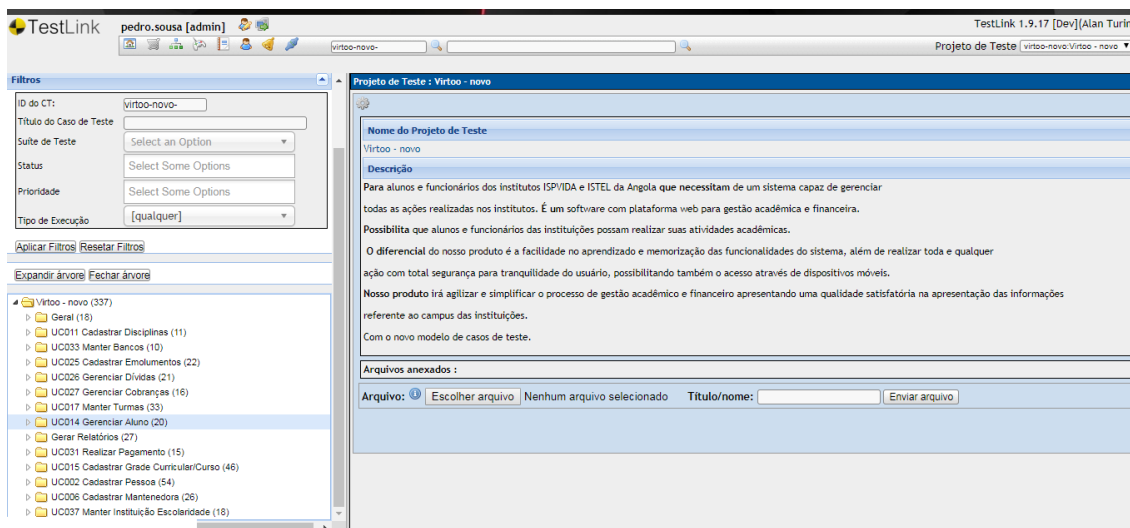 TestLink
pedro.sousa [admin]
TestLink 1.9.17 [Dev](Alan Turin
virtoo-novo-
Projeto de Teste virtoo-novo:Virtoo - novo
Filtros
ID do CT: virtoo-novo-
Título do Caso de Teste
Suíte de Teste Select an Option
Status Select Some Options
Prioridade Select Some Options
Tipo de Execução [qualquer]
Aplicar Filtros Resetar Filtros
Expandir árvore Fechar árvore
Virtoo - novo (337)
Geral (18)
UC011 Cadastrar Disciplinas (11)
UC033 Manter Bancos (10)
UC025 Cadastrar Emolumentos (22)
UC026 Gerenciar Dívidas (21)
UC027 Gerenciar Cobranças (16)
UC017 Manter Turmas (33)
UC014 Gerenciar Aluno (20)
Gerar Relatórios (27)
UC031 Realizar Pagamento (15)
UC015 Cadastrar Grade Curricular/Curso (46)
UC002 Cadastrar Pessoa (54)
UC006 Cadastrar Mantenedora (26)
UC037 Manter Instituição Escolaridade (18)
Projeto de Teste : Virtoo - novo
Nome do Projeto de Teste
Virtoo - novo
Descrição
Para alunos e funcionários dos institutos ISPVIDA e ISTEL da Angola que necessitam de um sistema capaz de gerenciar
todas as ações realizadas nos institutos. É um software com plataforma web para gestão acadêmica e financeira.
Possibilita que alunos e funcionários das instituições possam realizar suas atividades acadêmicas.
O diferencial do nosso produto é a facilidade no aprendizado e memorização das funcionalidades do sistema, além de realizar toda e qualquer
ação com total segurança para tranquilidade do usuário, possibilitando também o acesso através de dispositivos móveis.
Nosso produto irá agilizar e simplificar o processo de gestão acadêmico e financeiro apresentando uma qualidade satisfatória na apresentação das informações
referente ao campus das instituições.
Com o novo modelo de casos de teste.
Arquivos anexados :
Arquivo: Escolher arquivo Nenhum arquivo selecionado Título/nome: Enviar arquivo